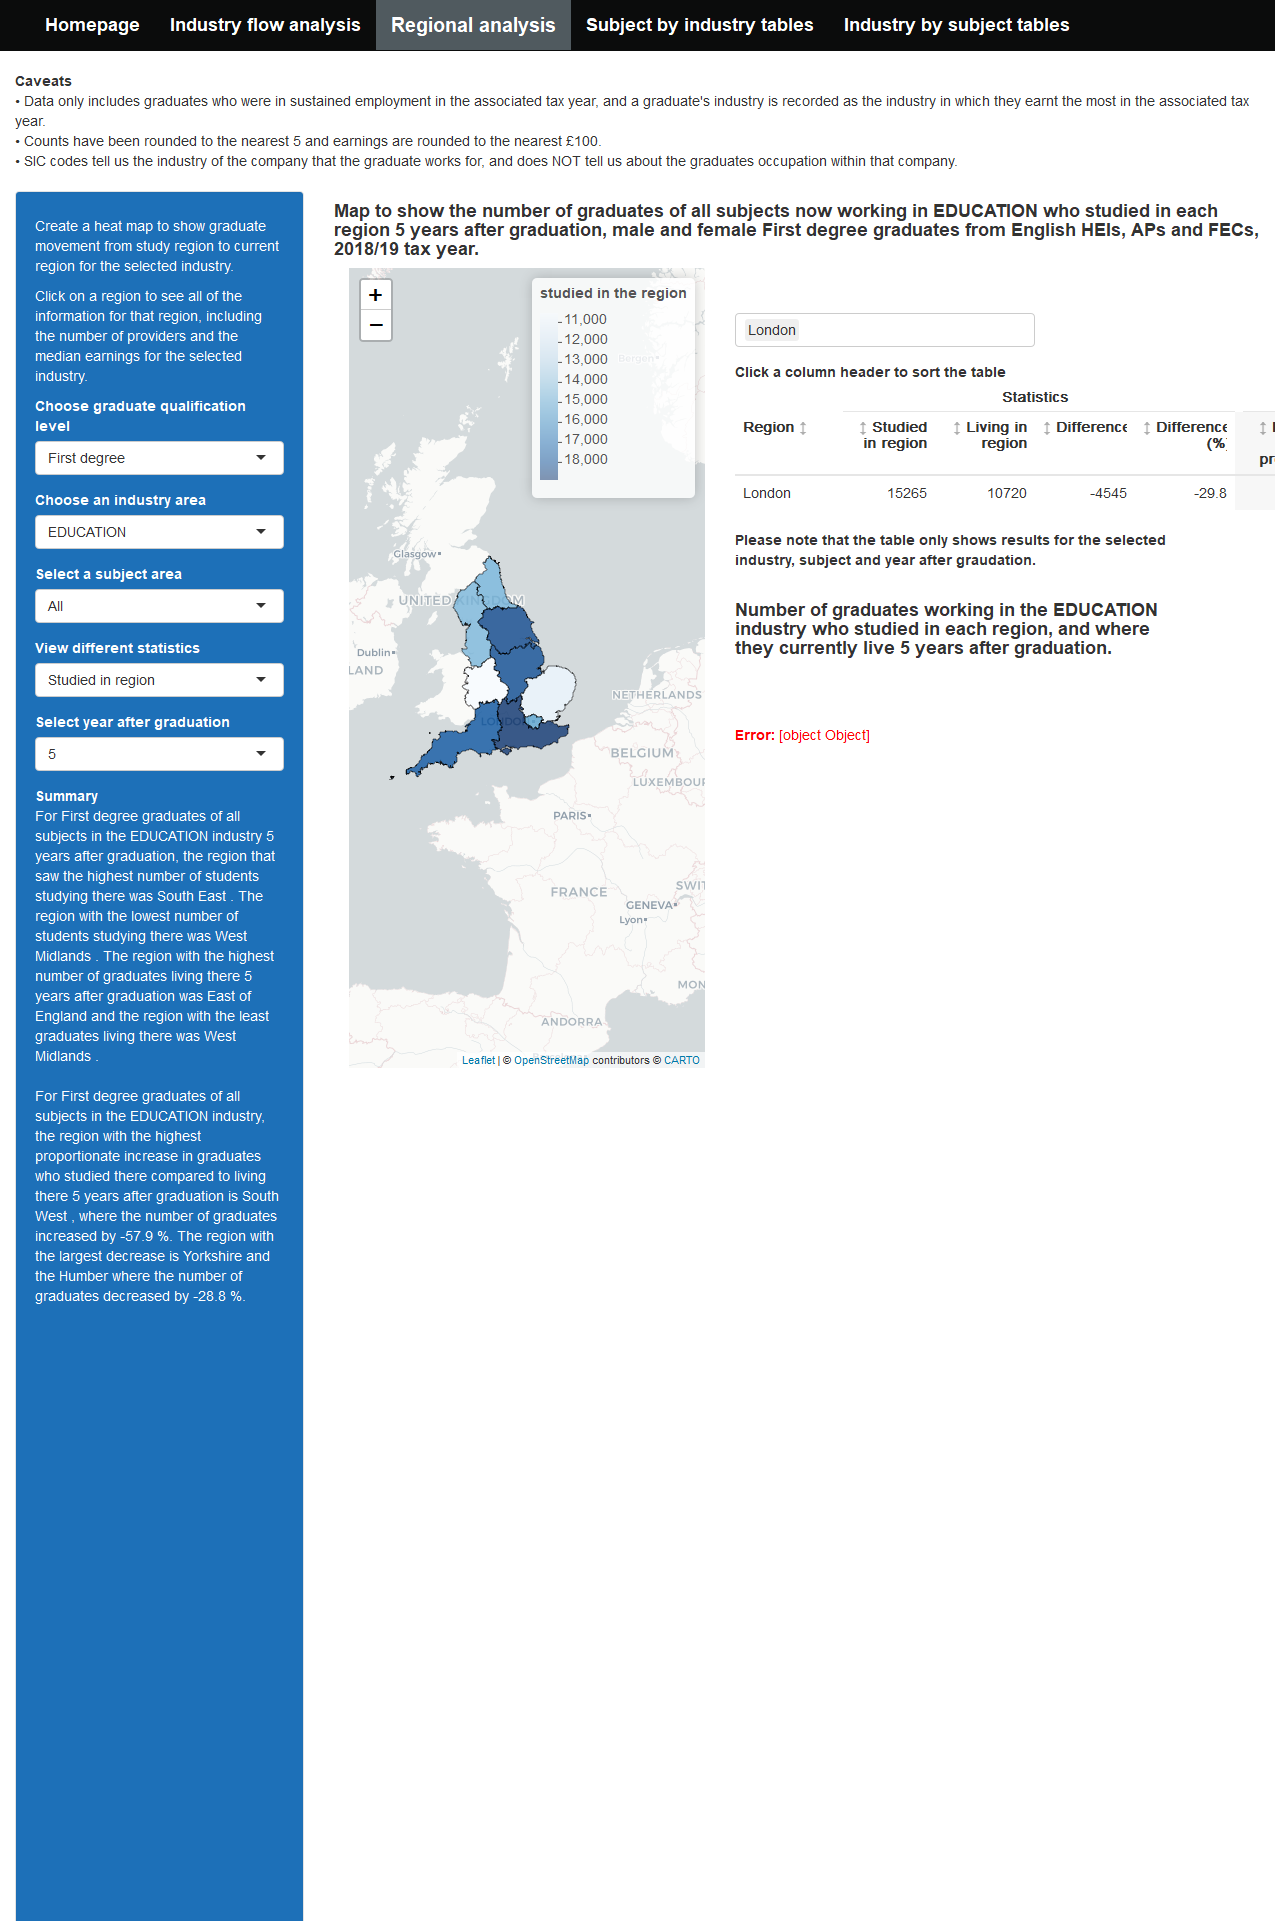 Homepage Industry flow analysis Regional analysis Subject by industry tables Industry by subject tables
Caveats
• Data only includes graduates who were in sustained employment in the associated tax year, and a graduate's industry is recorded as the industry in which they earnt the most in the associated tax
year.
• Counts have been rounded to the nearest 5 and earnings are rounded to the nearest £100.
• SIC codes tell us the industry of the company that the graduate works for, and does NOT tell us about the graduates occupation within that company.
Create a heat map to show graduate
movement from study region to current
region for the selected industry.
Click on a region to see all of the
information for that region, including
the number of providers and the
median earnings for the selected
industry.
Choose graduate qualification
level
First degree
Choose an industry area
EDUCATION
Select a subject area
All
View different statistics
Studied in region
Select year after graduation
5
Summary
For First degree graduates of all
subjects in the EDUCATION industry 5
years after graduation, the region that
saw the highest number of students
studying there was South East . The
region with the lowest number of
students studying there was West
Midlands . The region with the highest
number of graduates living there 5
years after graduation was East of
England and the region with the least
graduates living there was West
Midlands .
For First degree graduates of all
subjects in the EDUCATION industry,
the region with the highest
proportionate increase in graduates
who studied there compared to living
there 5 years after graduation is South
West , where the number of graduates
increased by -57.9 %. The region with
the largest decrease is Yorkshire and
the Humber where the number of
graduates decreased by -28.8 %.
Map to show the number of graduates of all subjects now working in EDUCATION who studied in each
region 5 years after graduation, male and female First degree graduates from English HEIs, APs and FECs,
2018/19 tax year.
+
−
studied in the region
11,000
12,000
13,000
14,000
15,000
16,000
17,000
18,000
Bergen
Glasgow
UNITED KINGDOM
Dublin
LAND
LONDON
NETHERLANDS
BELGIUM
LUXEMBOUR
PARIS
FRANCE
SWIT
GENEVA
Lyon
MON
ANDORRA
Leaflet | © OpenStreetMap contributors © CARTO
London
Click a column header to sort the table
Statistics
Region Studied in region Living in region Difference Difference (%) pr
London 15265 10720 -4545 -29.8
Please note that the table only shows results for the selected
industry, subject and year after graudation.
Number of graduates working in the EDUCATION
industry who studied in each region, and where
they currently live 5 years after graduation.
Error: [object Object]